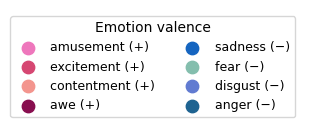 Emotion valence
amusement (+)
excitement (+)
contentment (+)
awe (+)
sadness (−)
fear (−)
disgust (−)
anger (−)